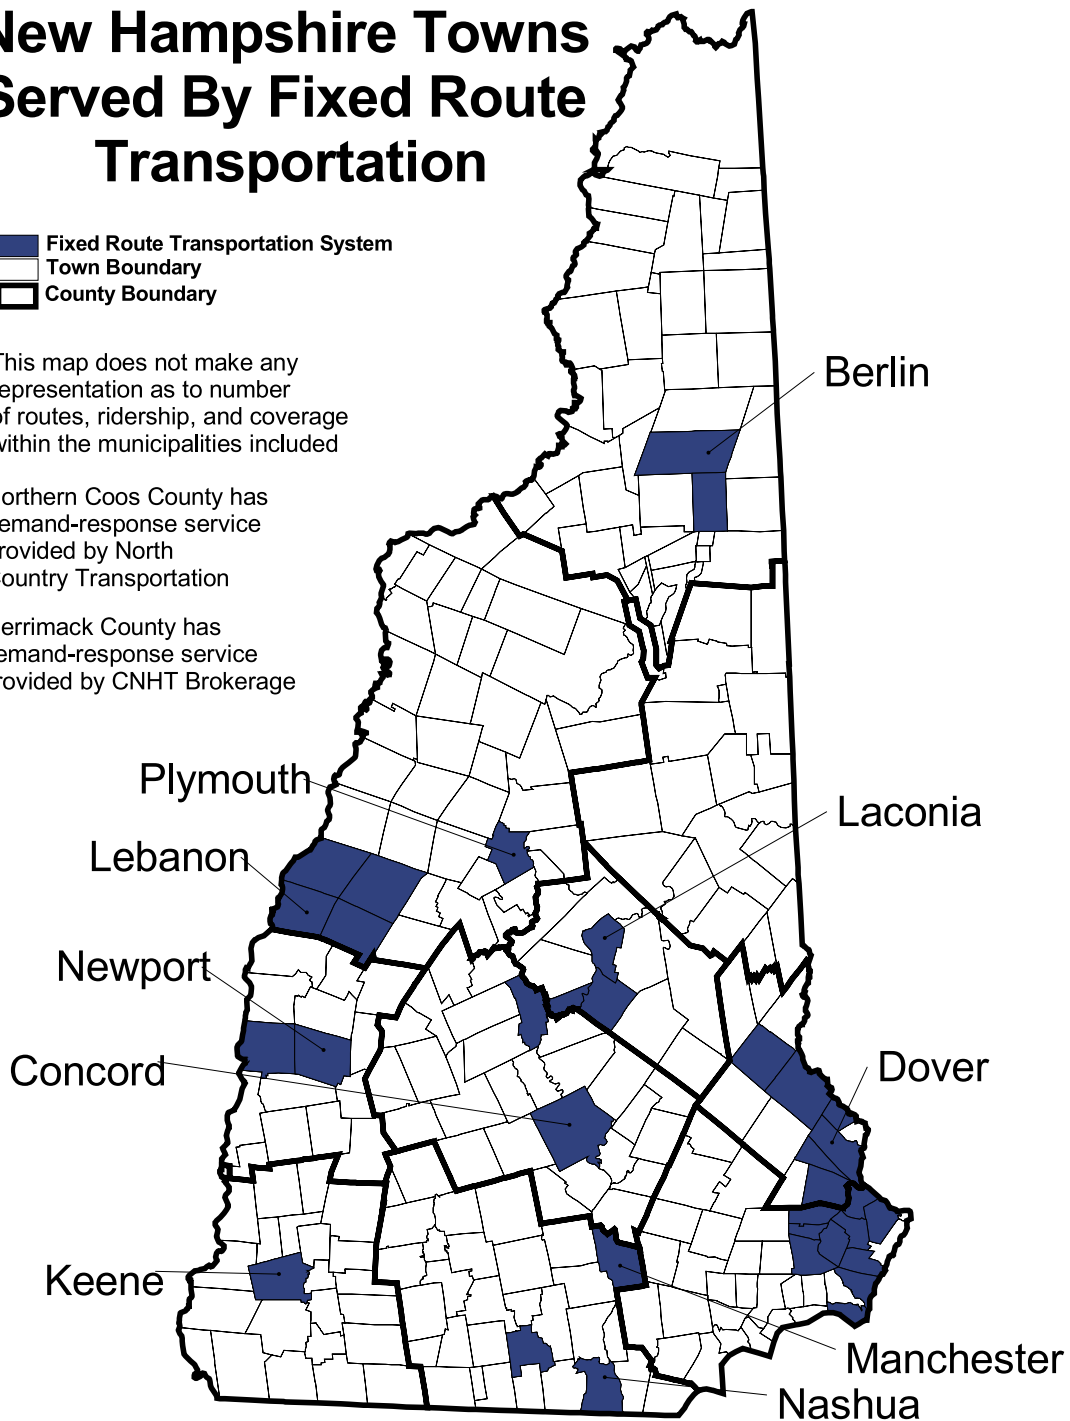 New Hampshire Towns
Served By Fixed Route
Transportation
Fixed Route Transportation System
Town Boundary
County Boundary
This map does not make any
representation as to number
of routes, ridership, and coverage
within the municipalities included
orthern Coos County has
emand-response service
rovided by North
ountry Transportation
errimack County has
emand-response service
rovided by CNHT Brokerage
Berlin
Plymouth
Laconia
Lebanon
Newport
Concord
Dover
Keene
Manchester
Nashua